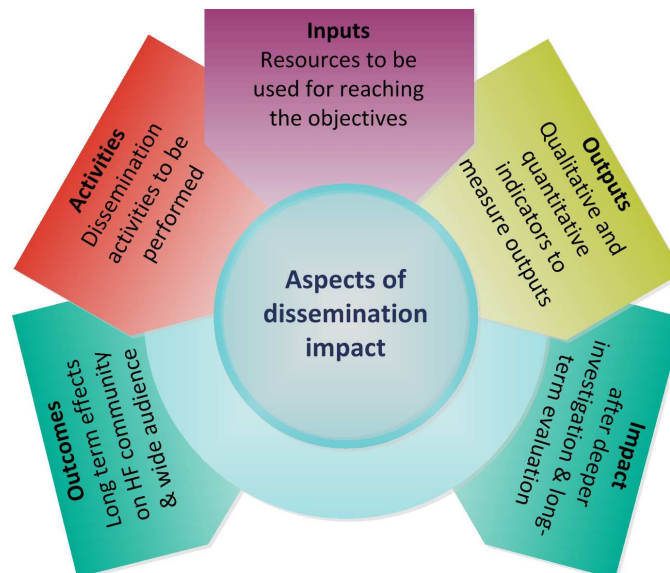 Inputs
Resources to be
used for reaching
the objectives
Activities
Dissemination
activities to be
performed
Outputs
Qualitative and
quantitative
indicators to
measure outputs
Aspects of
dissemination
impact
Outcomes
Long term effects
on HF community
& wide audience
Impact
after deeper
investigation & long-
term evaluation